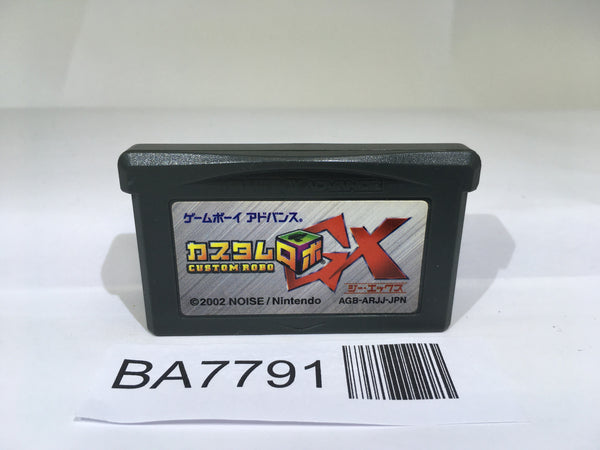 ゲームボーイ アドバンス®
カスタムロボ GX
CUSTOM ROBO
ジー・エックス
©2002 NOISE/Nintendo AGB-ARJJ-JPN
BA7791